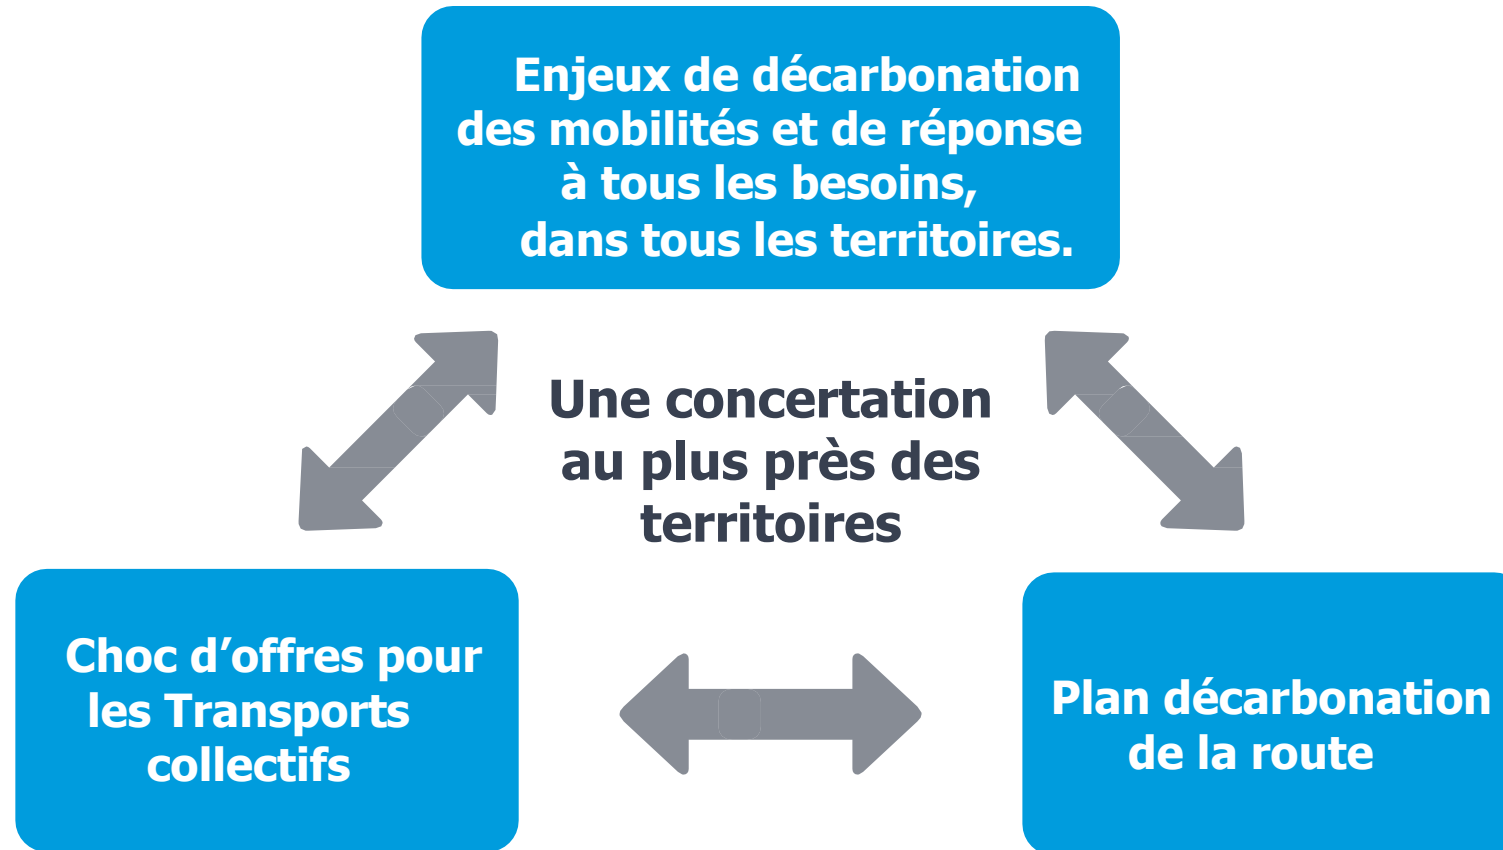 Enjeux de décarbonation
des mobilités et de réponse
à tous les besoins,
dans tous les territoires.
Une concertation
au plus près des
territoires
Choc d’offres pour
les Transports
collectifs
Plan décarbonation
de la route